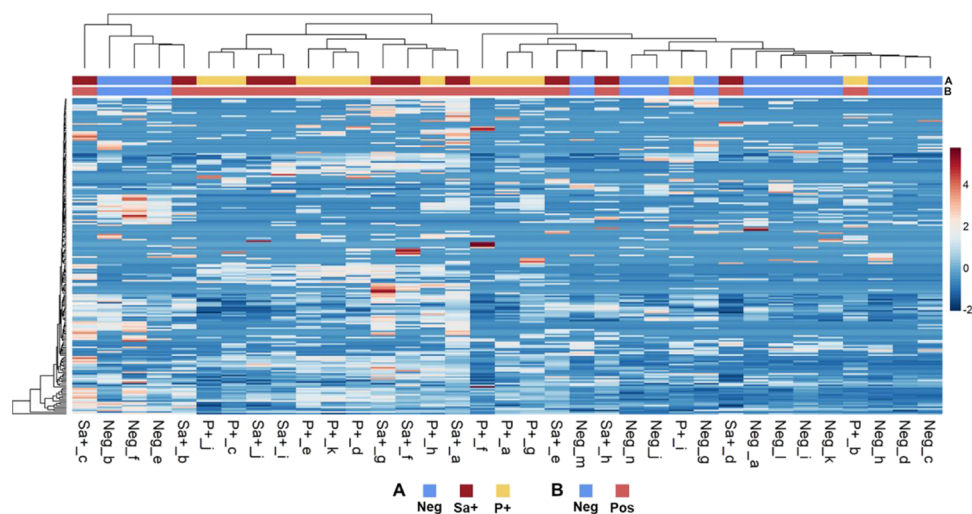 A
B
6
4
2
0
-2
Sa+_c Neg_b Neg_f Neg_e Sa+_b P+_j P+_c Sa+_j Sa+_i P+_e P+_k P+_d Sa+_g Sa+_f P+_h Sa+_a P+_f P+_a P+_g Sa+_e Neg_m Sa+_h Neg_n Neg_j P+_i Neg_g Sa+_d Neg_a Neg_l Neg_i Neg_k P+_b Neg_h Neg_d Neg_c
A B
Neg Sa+ P+ Neg Pos